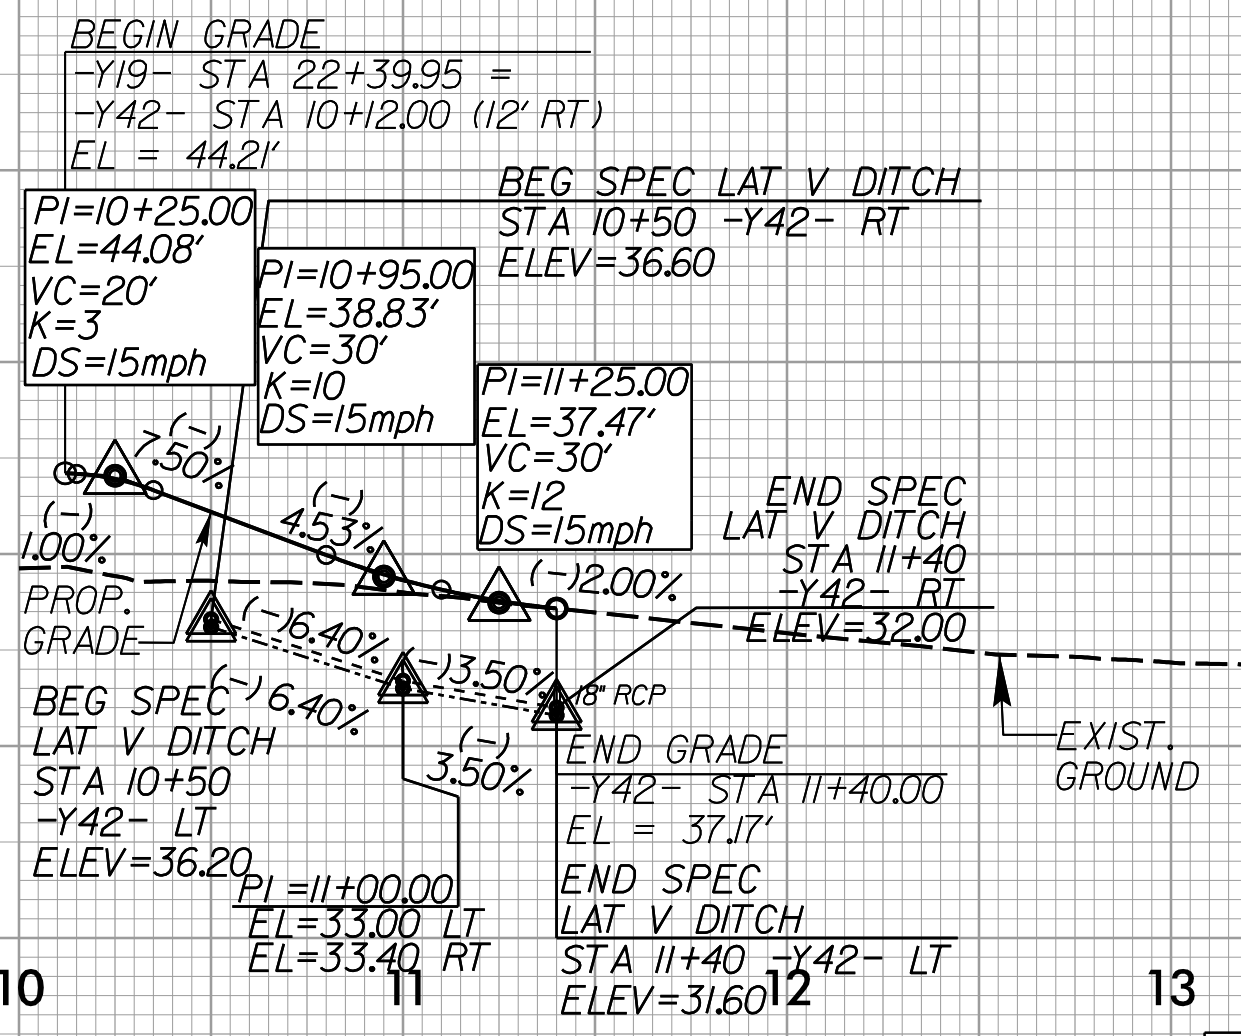 BEGIN GRADE
-Y19- STA 22+39.95 =
-Y42- STA 10+12.00 (12' RT)
EL = 44.21'
BEG SPEC LAT V DITCH
STA 10+50 -Y42- RT
ELEV=36.60
PI=10+25.00
EL=44.08'
VC=20'
K=3
DS=15mph
PI=10+95.00
EL=38.83'
VC=30'
K=10
DS=15mph
PI=11+25.00
EL=37.47'
VC=30'
K=12
DS=15mph
(-)
7.50%
(-)
4.53%
(-)
1.00%
(-)2.00%
END SPEC
LAT V DITCH
STA 11+40
-Y42- RT
ELEV=32.00
PROP.
GRADE
(-)6.40%
(-)3.50%
(-) 6.40%
18" RCP
BEG SPEC
LAT V DITCH
STA 10+50
-Y42- LT
ELEV=36.20
(-)
3.50%
END GRADE
-Y42- STA 11+40.00
EL = 37.17'
EXIST.
GROUND
PI =11+00.00
EL=33.00 LT
EL=33.40 RT
END SPEC
LAT V DITCH
STA 11+40 -Y42- LT
ELEV=31.60
10 11 12 13